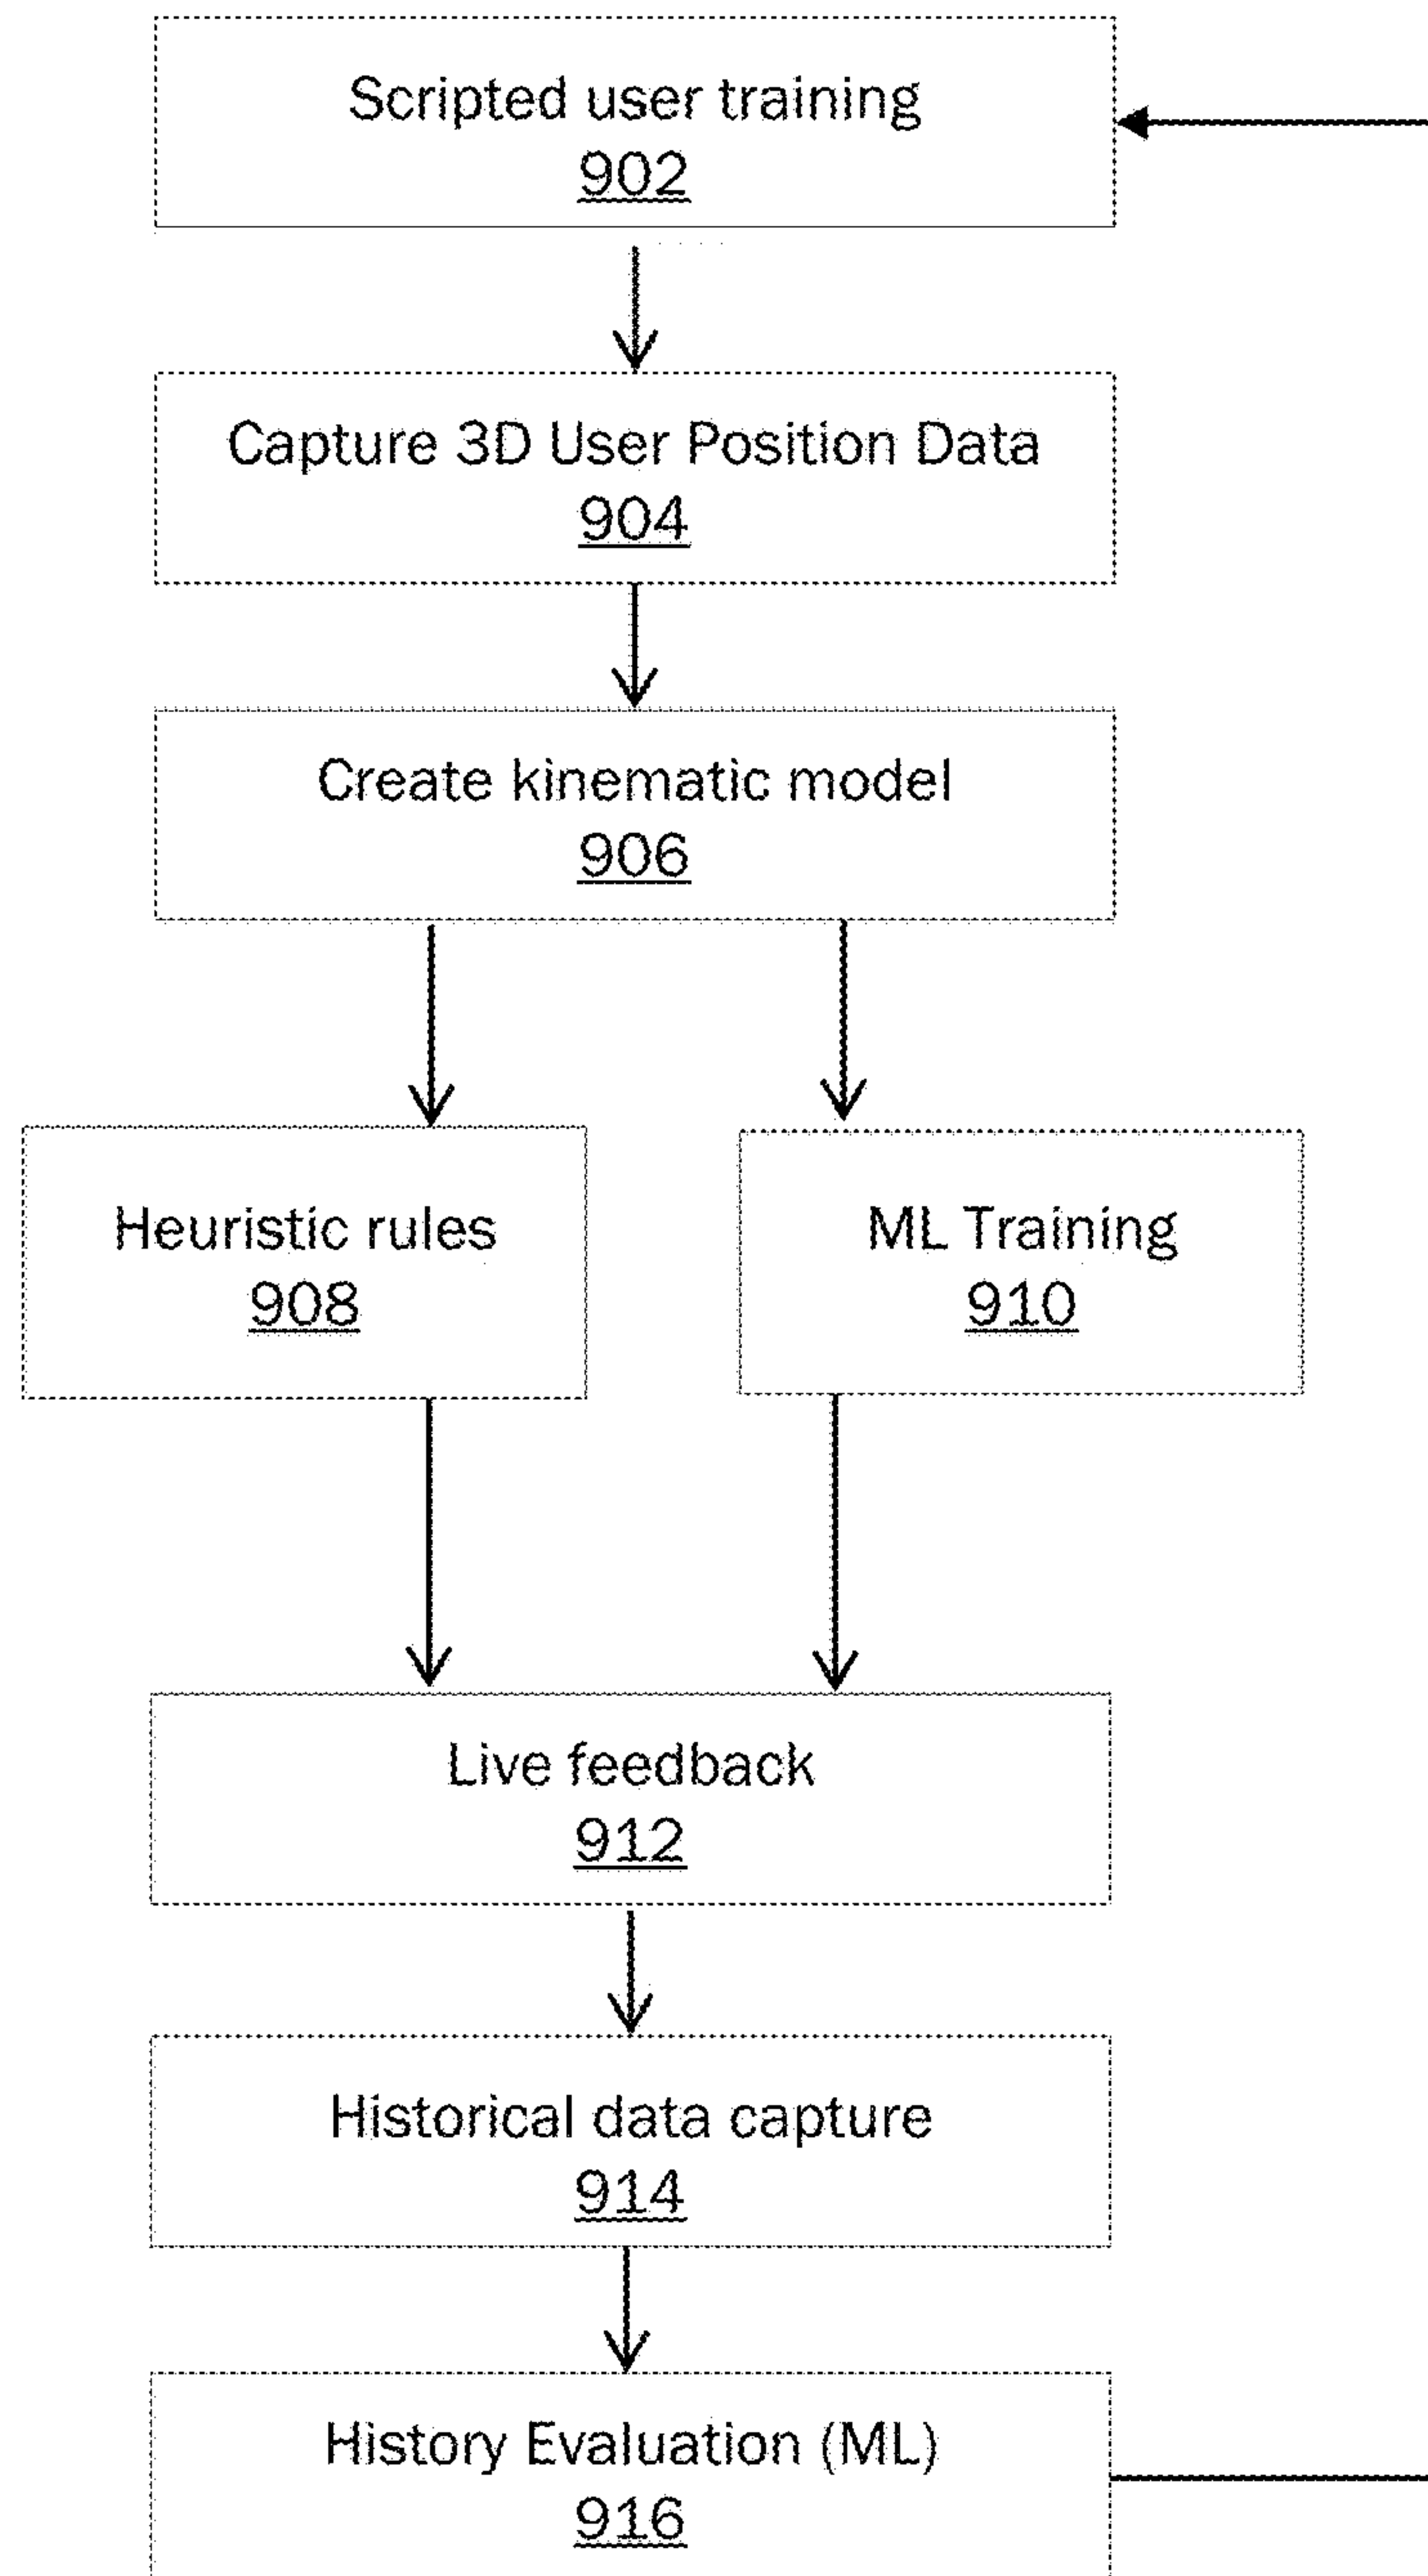 Scripted user training
902
Capture 3D User Position Data
904
Create kinematic model
906
Heuristic rules
908
ML Training
910
Live feedback
912
Historical data capture
914
History Evaluation (ML)
916